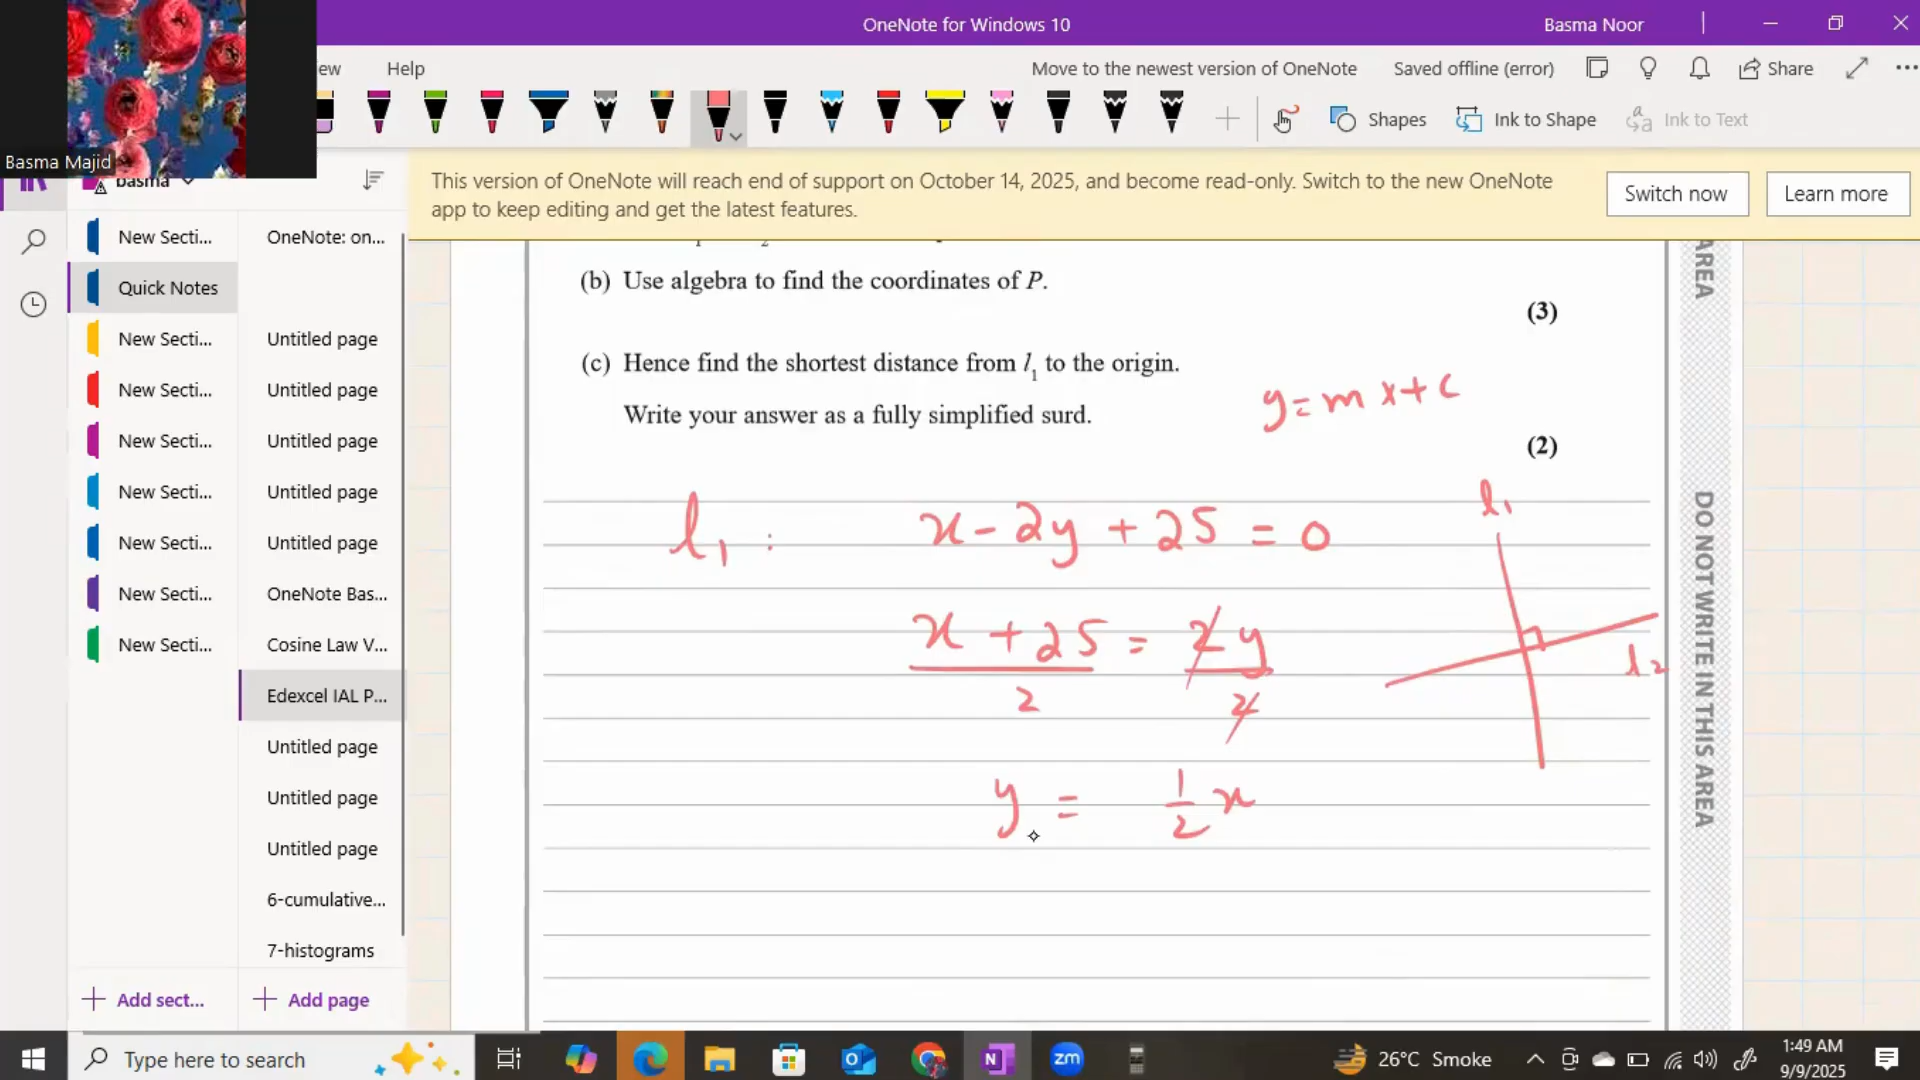 OneNote for Windows 10
Basma Noor
ew Help
Move to the newest version of OneNote
Saved offline (error)
Share
Shapes
Ink to Shape
Ink to Text
Basma Majid
basma
This version of OneNote will reach end of support on October 14, 2025, and become read-only. Switch to the new OneNote
app to keep editing and get the latest features.
Switch now
Learn more
New Secti...
Quick Notes
New Secti...
New Secti...
New Secti...
New Secti...
New Secti...
New Secti...
New Secti...
Add sect...
OneNote: on...
Untitled page
Untitled page
Untitled page
Untitled page
Untitled page
OneNote Bas...
Cosine Law V...
Edexcel IAL P...
Untitled page
Untitled page
Untitled page
6-cumulative...
7-histograms
Add page
(b) Use algebra to find the coordinates of P.
(3)
(c) Hence find the shortest distance from l₁ to the origin.
Write your answer as a fully simplified surd.
(2)
y = mx + c
l₁ : x - 2y + 25 = 0
x + 25 = 2y
2 2
y = 1/2 x
l₁
l₂
AREA
DO NOT WRITE IN THIS AREA
Type here to search
zm
26°C Smoke
1:49 AM
9/9/2025